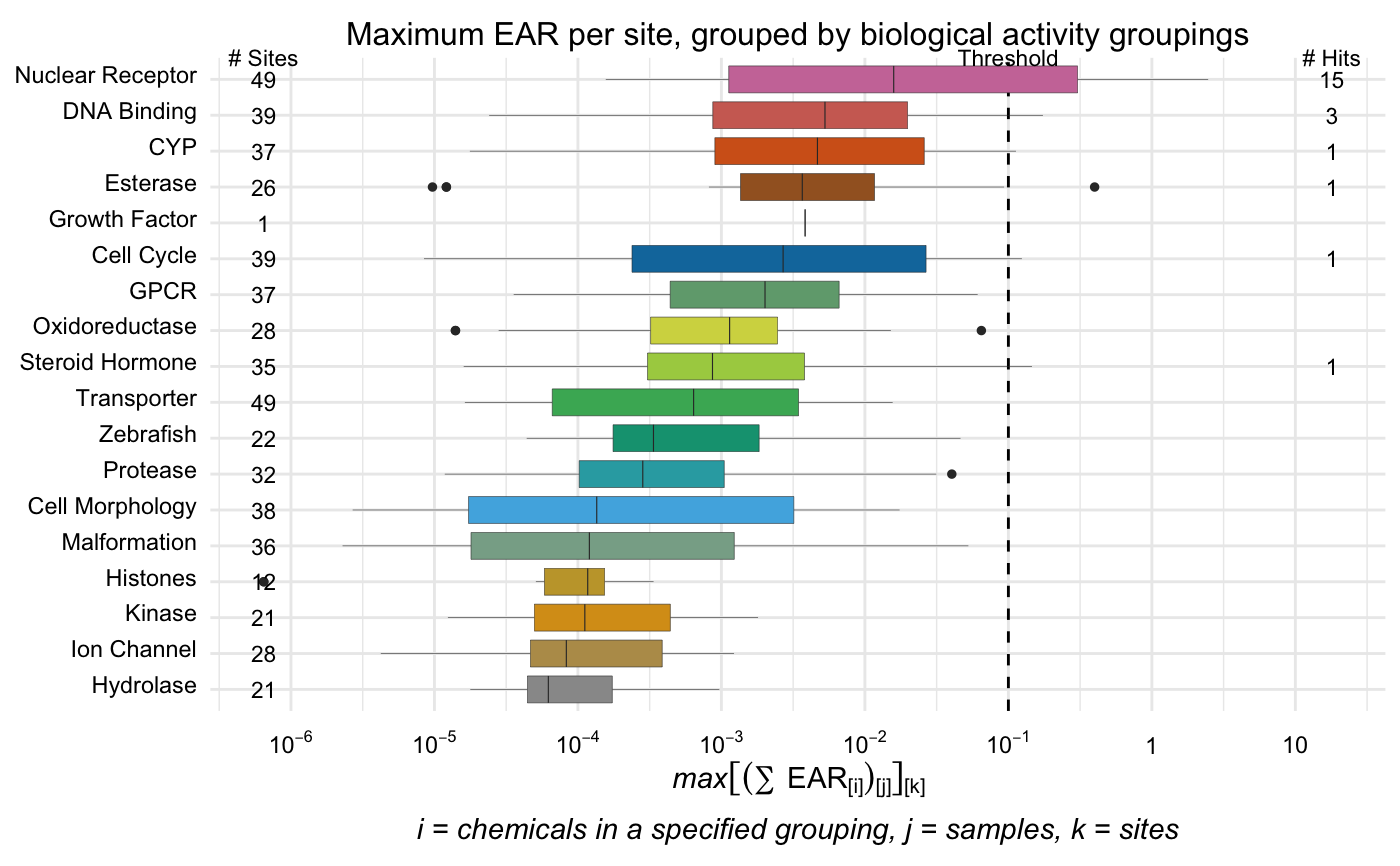 Maximum EAR per site, grouped by biological activity groupings
# Sites Threshold # Hits
Nuclear Receptor 49 15
DNA Binding 39 3
CYP 37 1
Esterase 26 1
Growth Factor 1
Cell Cycle 39 1
GPCR 37
Oxidoreductase 28
Steroid Hormone 35 1
Transporter 49
Zebrafish 22
Protease 32
Cell Morphology 38
Malformation 36
Histones 12
Kinase 21
Ion Channel 28
Hydrolase 21
10⁻⁶ 10⁻⁵ 10⁻⁴ 10⁻³ 10⁻² 10⁻¹ 1 10
max[(∑ EAR[i])[j]][k]
i = chemicals in a specified grouping, j = samples, k = sites